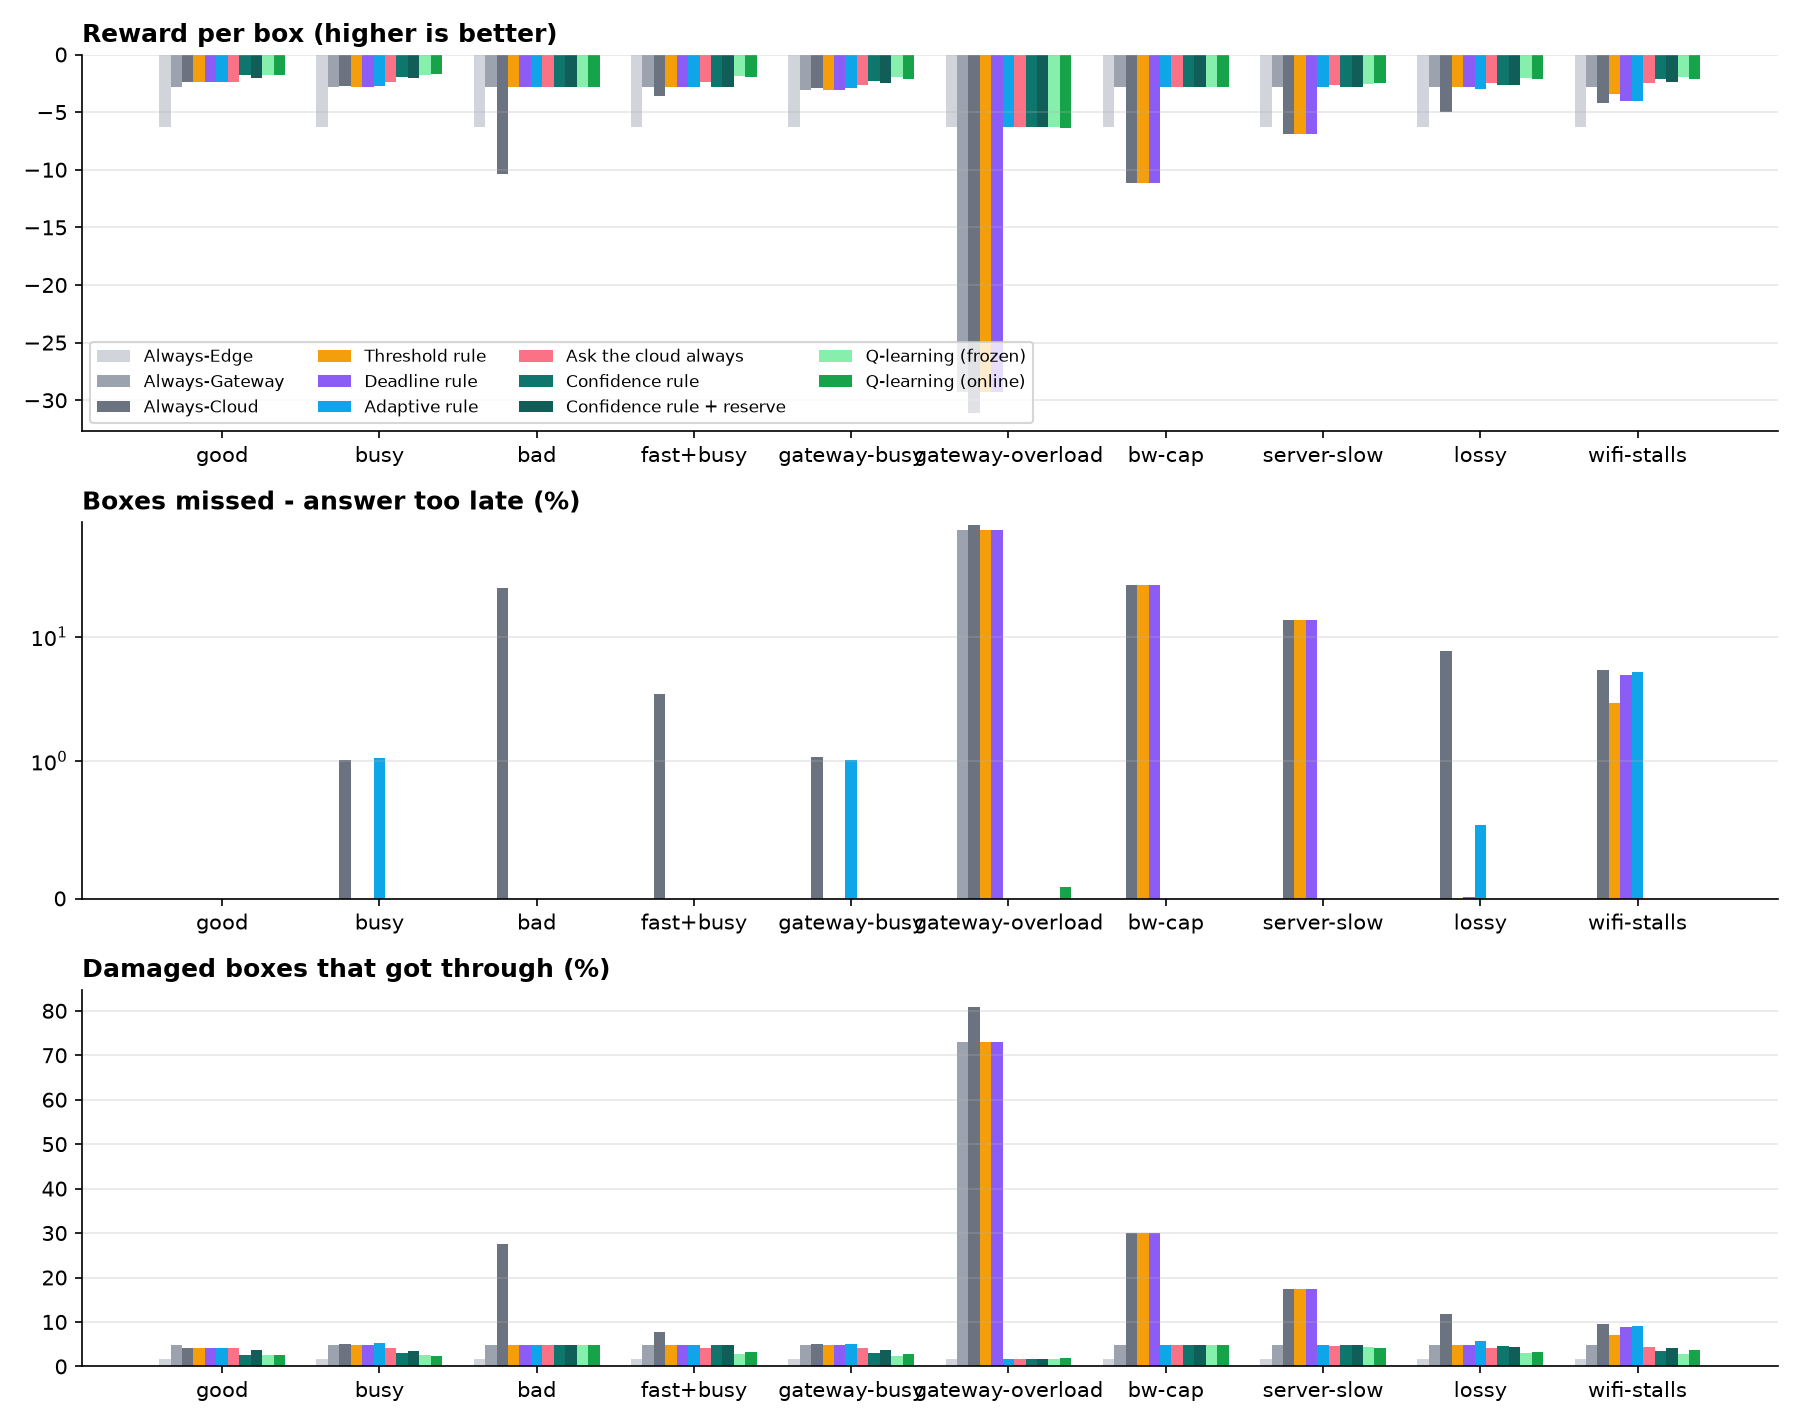 Reward per box (higher is better)
0
−5
−10
−15
−20
−25
−30
Always-Edge
Always-Gateway
Always-Cloud
Threshold rule
Deadline rule
Adaptive rule
Ask the cloud always
Confidence rule
Confidence rule + reserve
Q-learning (frozen)
Q-learning (online)
good busy bad fast+busy gateway-busy gateway-overload bw-cap server-slow lossy wifi-stalls
Boxes missed - answer too late (%)
10¹
10⁰
0
good busy bad fast+busy gateway-busy gateway-overload bw-cap server-slow lossy wifi-stalls
Damaged boxes that got through (%)
80
70
60
50
40
30
20
10
0
good busy bad fast+busy gateway-busy gateway-overload bw-cap server-slow lossy wifi-stalls